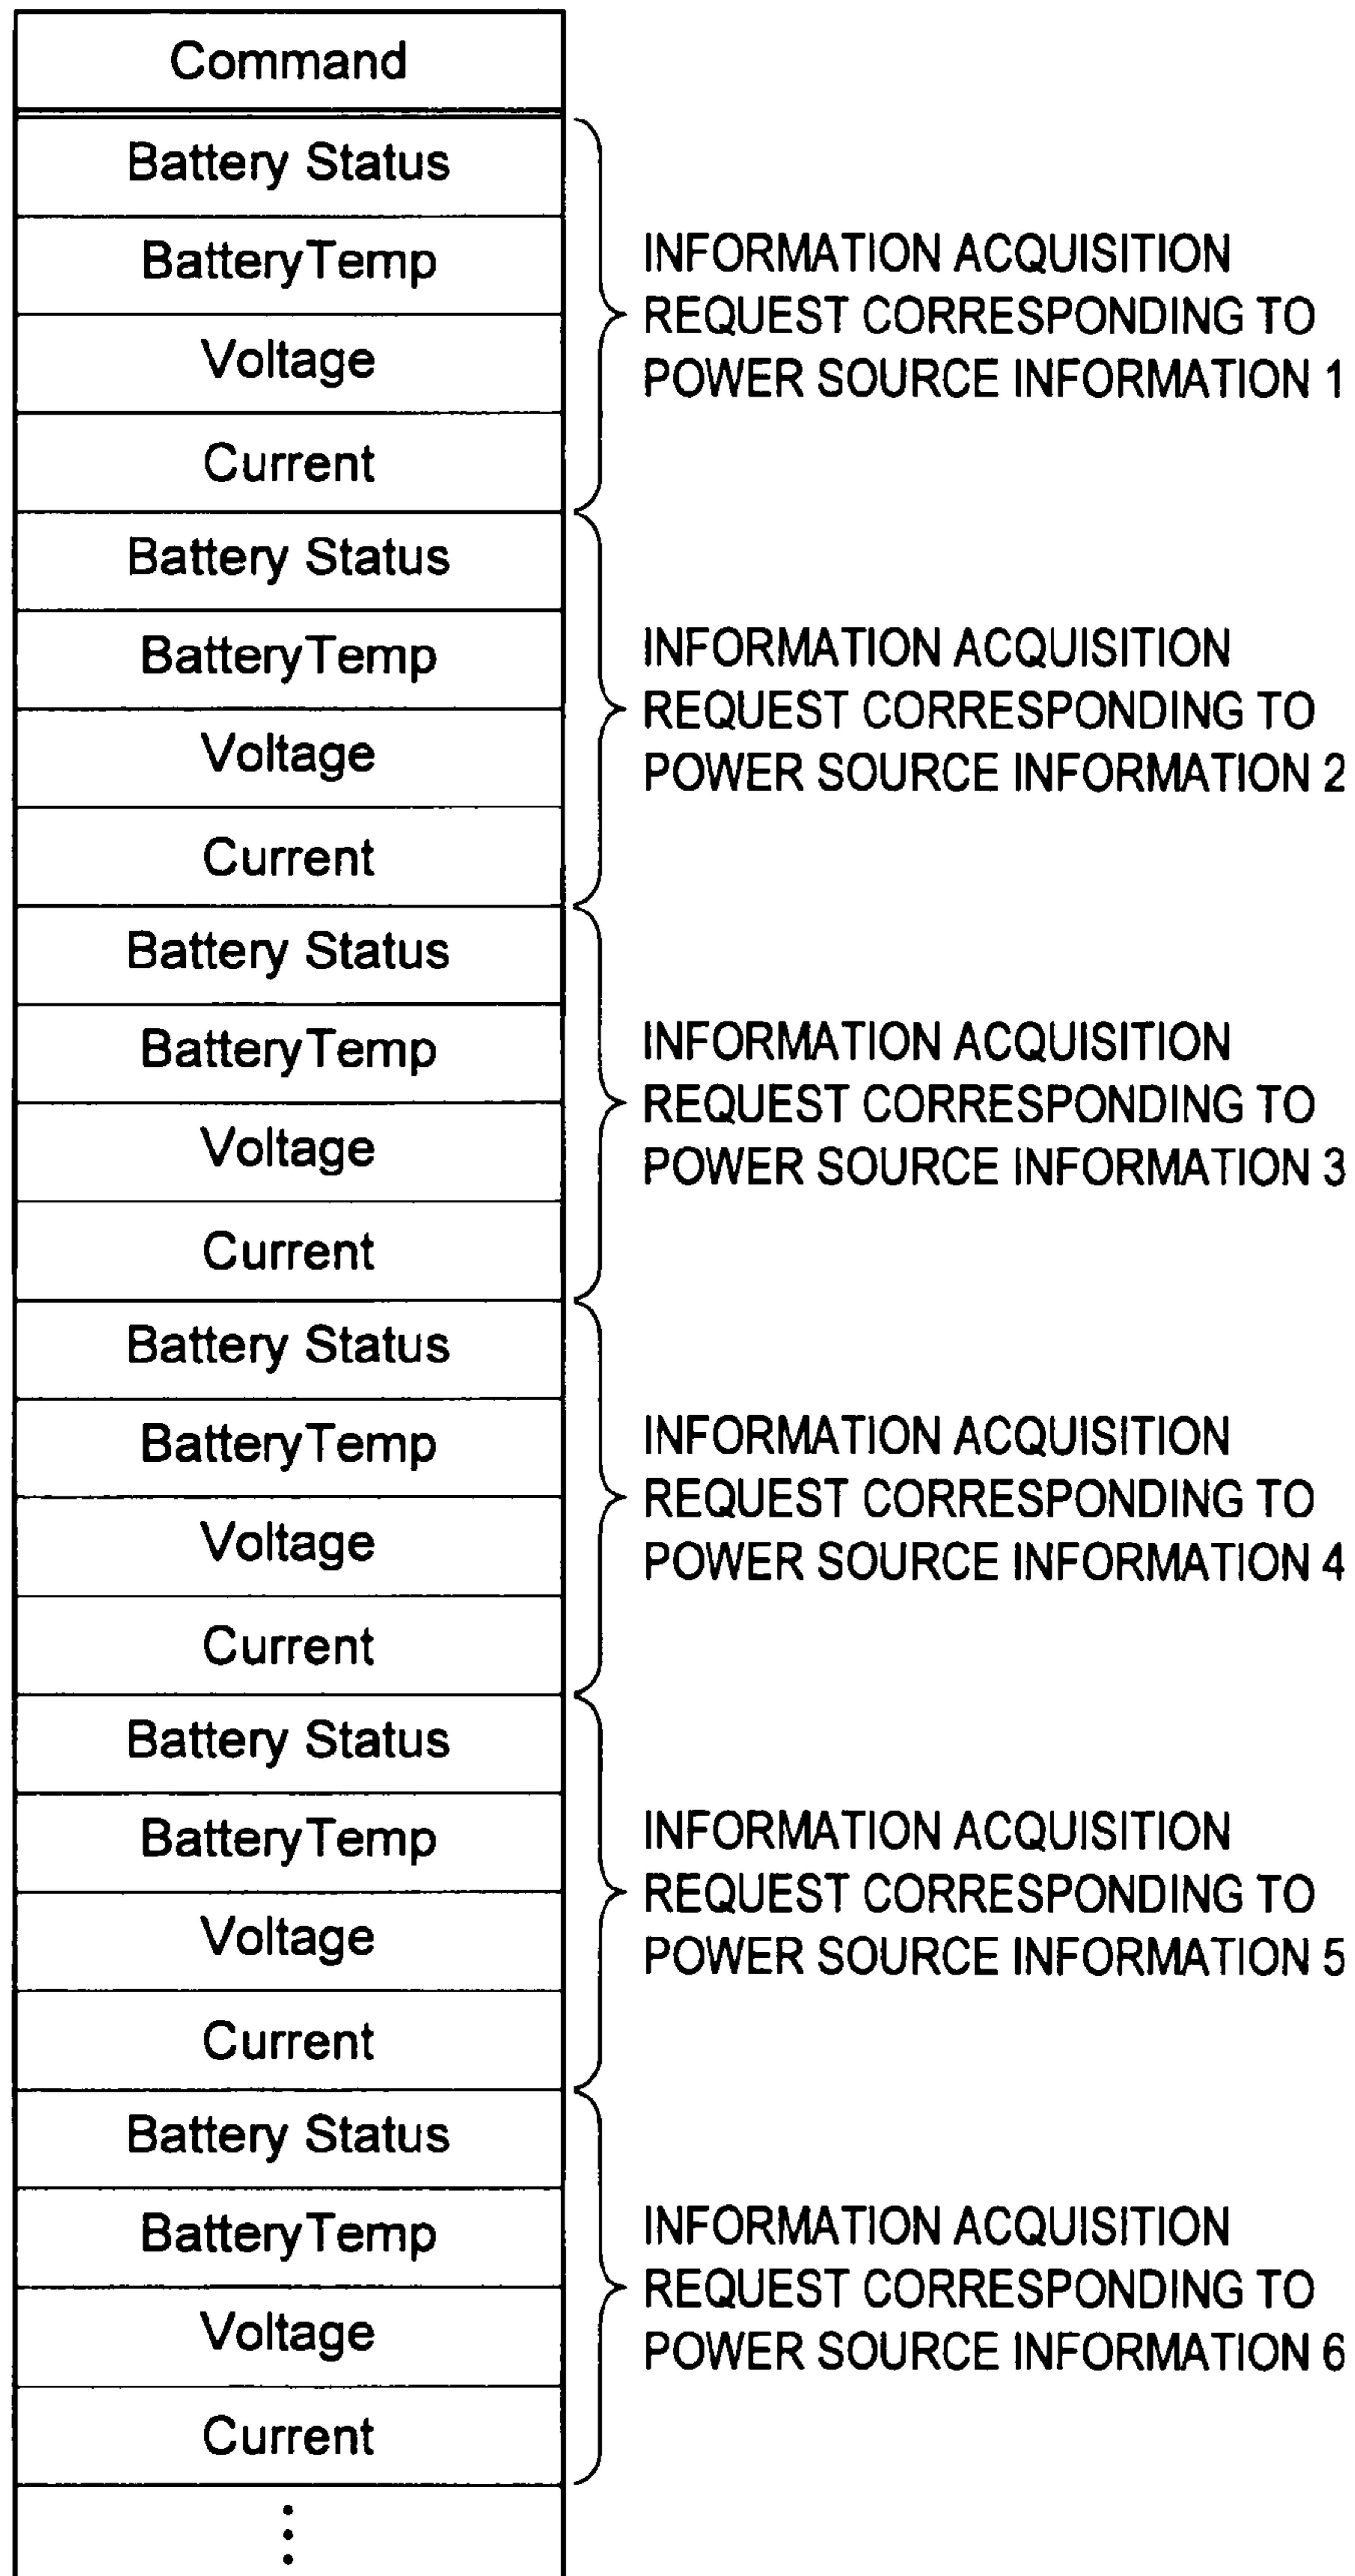 Command
Battery Status
BatteryTemp
Voltage
Current
INFORMATION ACQUISITION
REQUEST CORRESPONDING TO
POWER SOURCE INFORMATION 1
Battery Status
BatteryTemp
Voltage
Current
INFORMATION ACQUISITION
REQUEST CORRESPONDING TO
POWER SOURCE INFORMATION 2
Battery Status
BatteryTemp
Voltage
Current
INFORMATION ACQUISITION
REQUEST CORRESPONDING TO
POWER SOURCE INFORMATION 3
Battery Status
BatteryTemp
Voltage
Current
INFORMATION ACQUISITION
REQUEST CORRESPONDING TO
POWER SOURCE INFORMATION 4
Battery Status
BatteryTemp
Voltage
Current
INFORMATION ACQUISITION
REQUEST CORRESPONDING TO
POWER SOURCE INFORMATION 5
Battery Status
BatteryTemp
Voltage
Current
INFORMATION ACQUISITION
REQUEST CORRESPONDING TO
POWER SOURCE INFORMATION 6
⋮